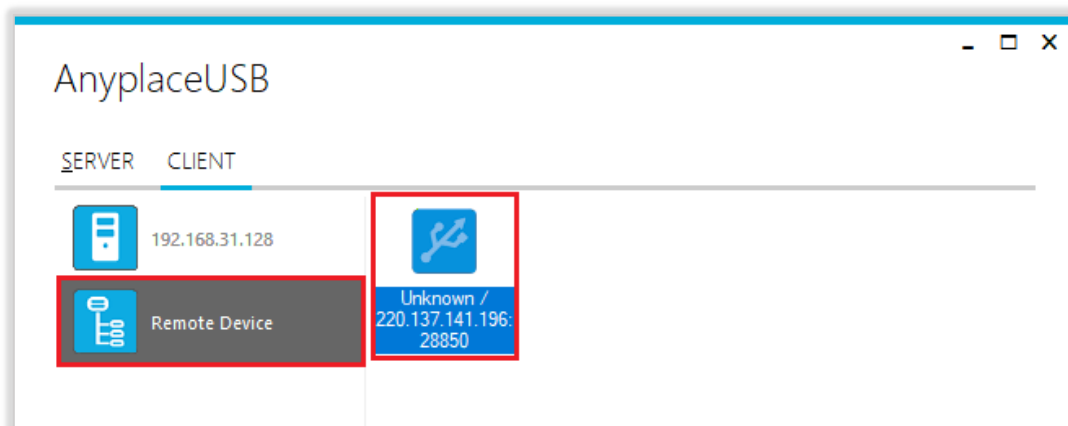 AnyplaceUSB
SERVER CLIENT
192.168.31.128
Remote Device
Unknown /
220.137.141.196:
28850